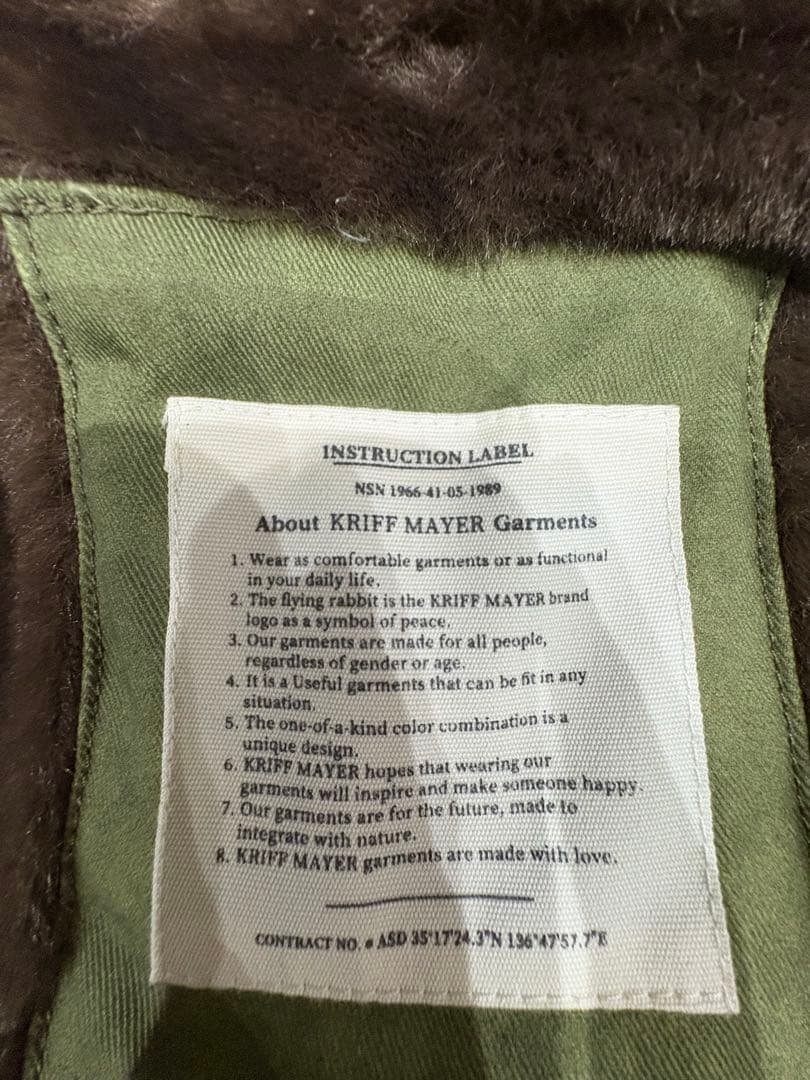 INSTRUCTION LABEL
NSN 1966-41-05-1989
About KRIFF MAYER Garments
1. Wear as comfortable garments or as functional
in your daily life.
2. The flying rabbit is the KRIFF MAYER brand
logo as a symbol of peace.
3. Our garments are made for all people,
regardless of gender or age.
4. It is a Useful garments that can be fit in any
situation.
5. The one-of-a-kind color combination is a
unique design.
6. KRIFF MAYER hopes that wearing our
garments will inspire and make someone happy.
7. Our garments are for the future, made to
integrate with nature.
8. KRIFF MAYER garments are made with love.
CONTRACT NO. # ASD 35°17'24.3"N 136°47'57.7"E